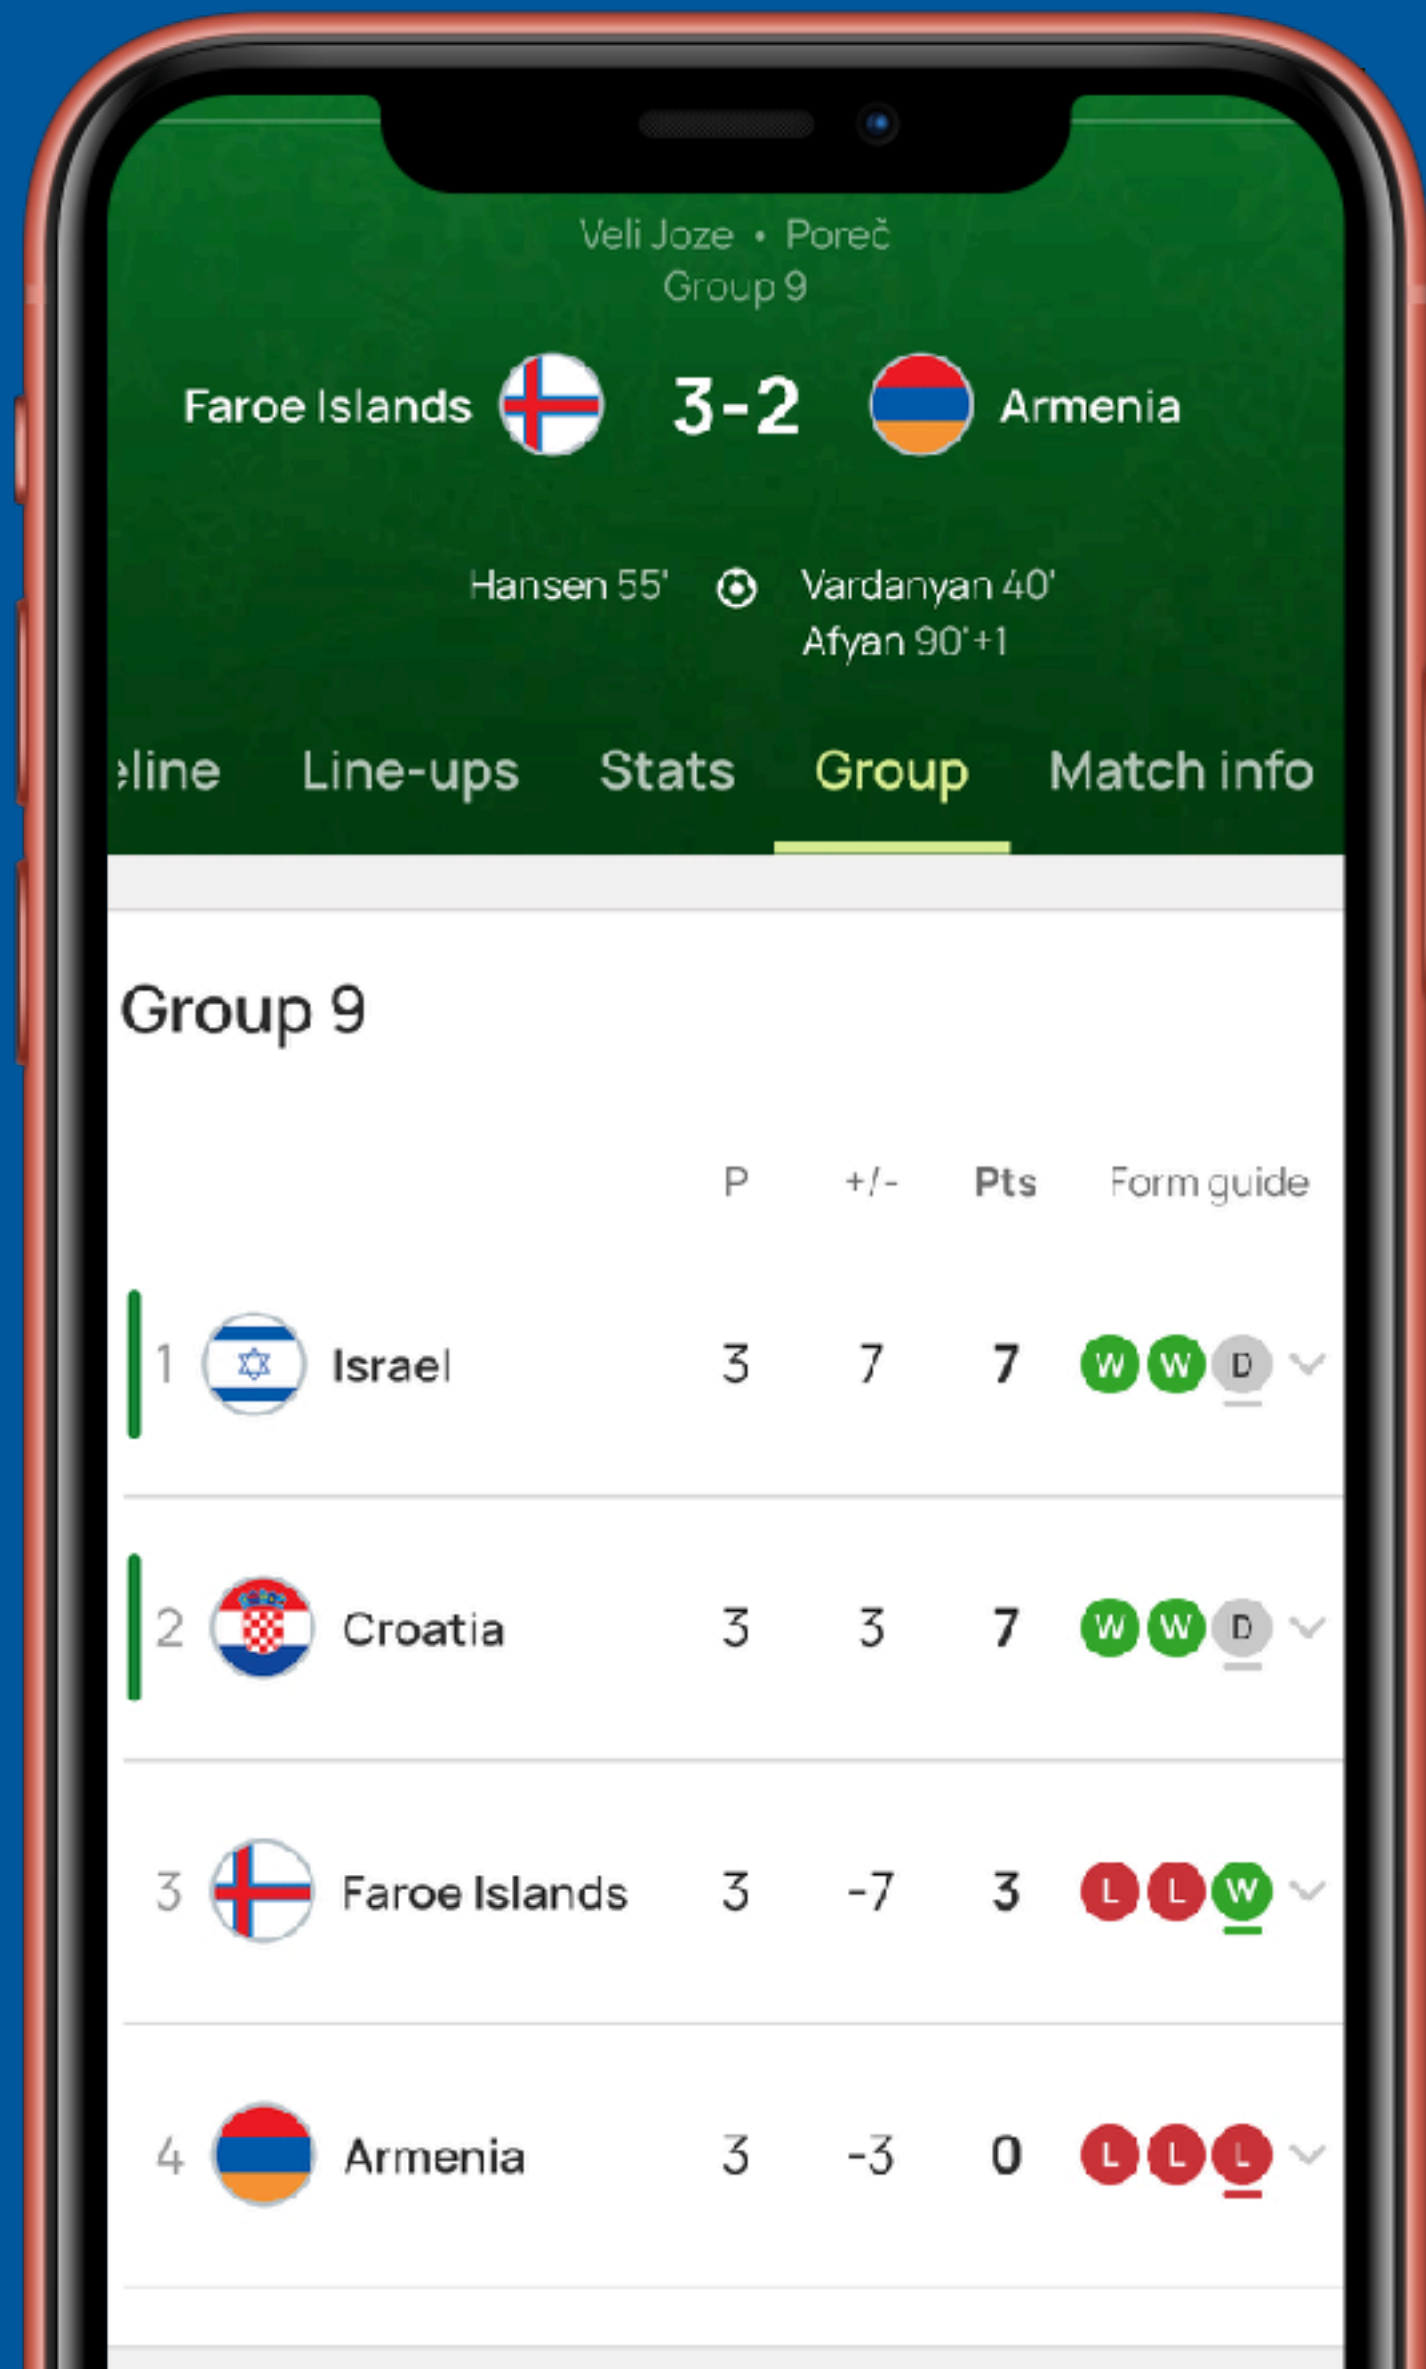 Veli Joze • Poreč
Group 9
Faroe Islands 3-2 Armenia
Hansen 55' Vardanyan 40'
Afyan 90'+1
eline Line-ups Stats Group Match info
Group 9
P +/- Pts Form guide
1 Israel 3 7 7 W W D
2 Croatia 3 3 7 W W D
3 Faroe Islands 3 -7 3 L L W
4 Armenia 3 -3 0 L L L